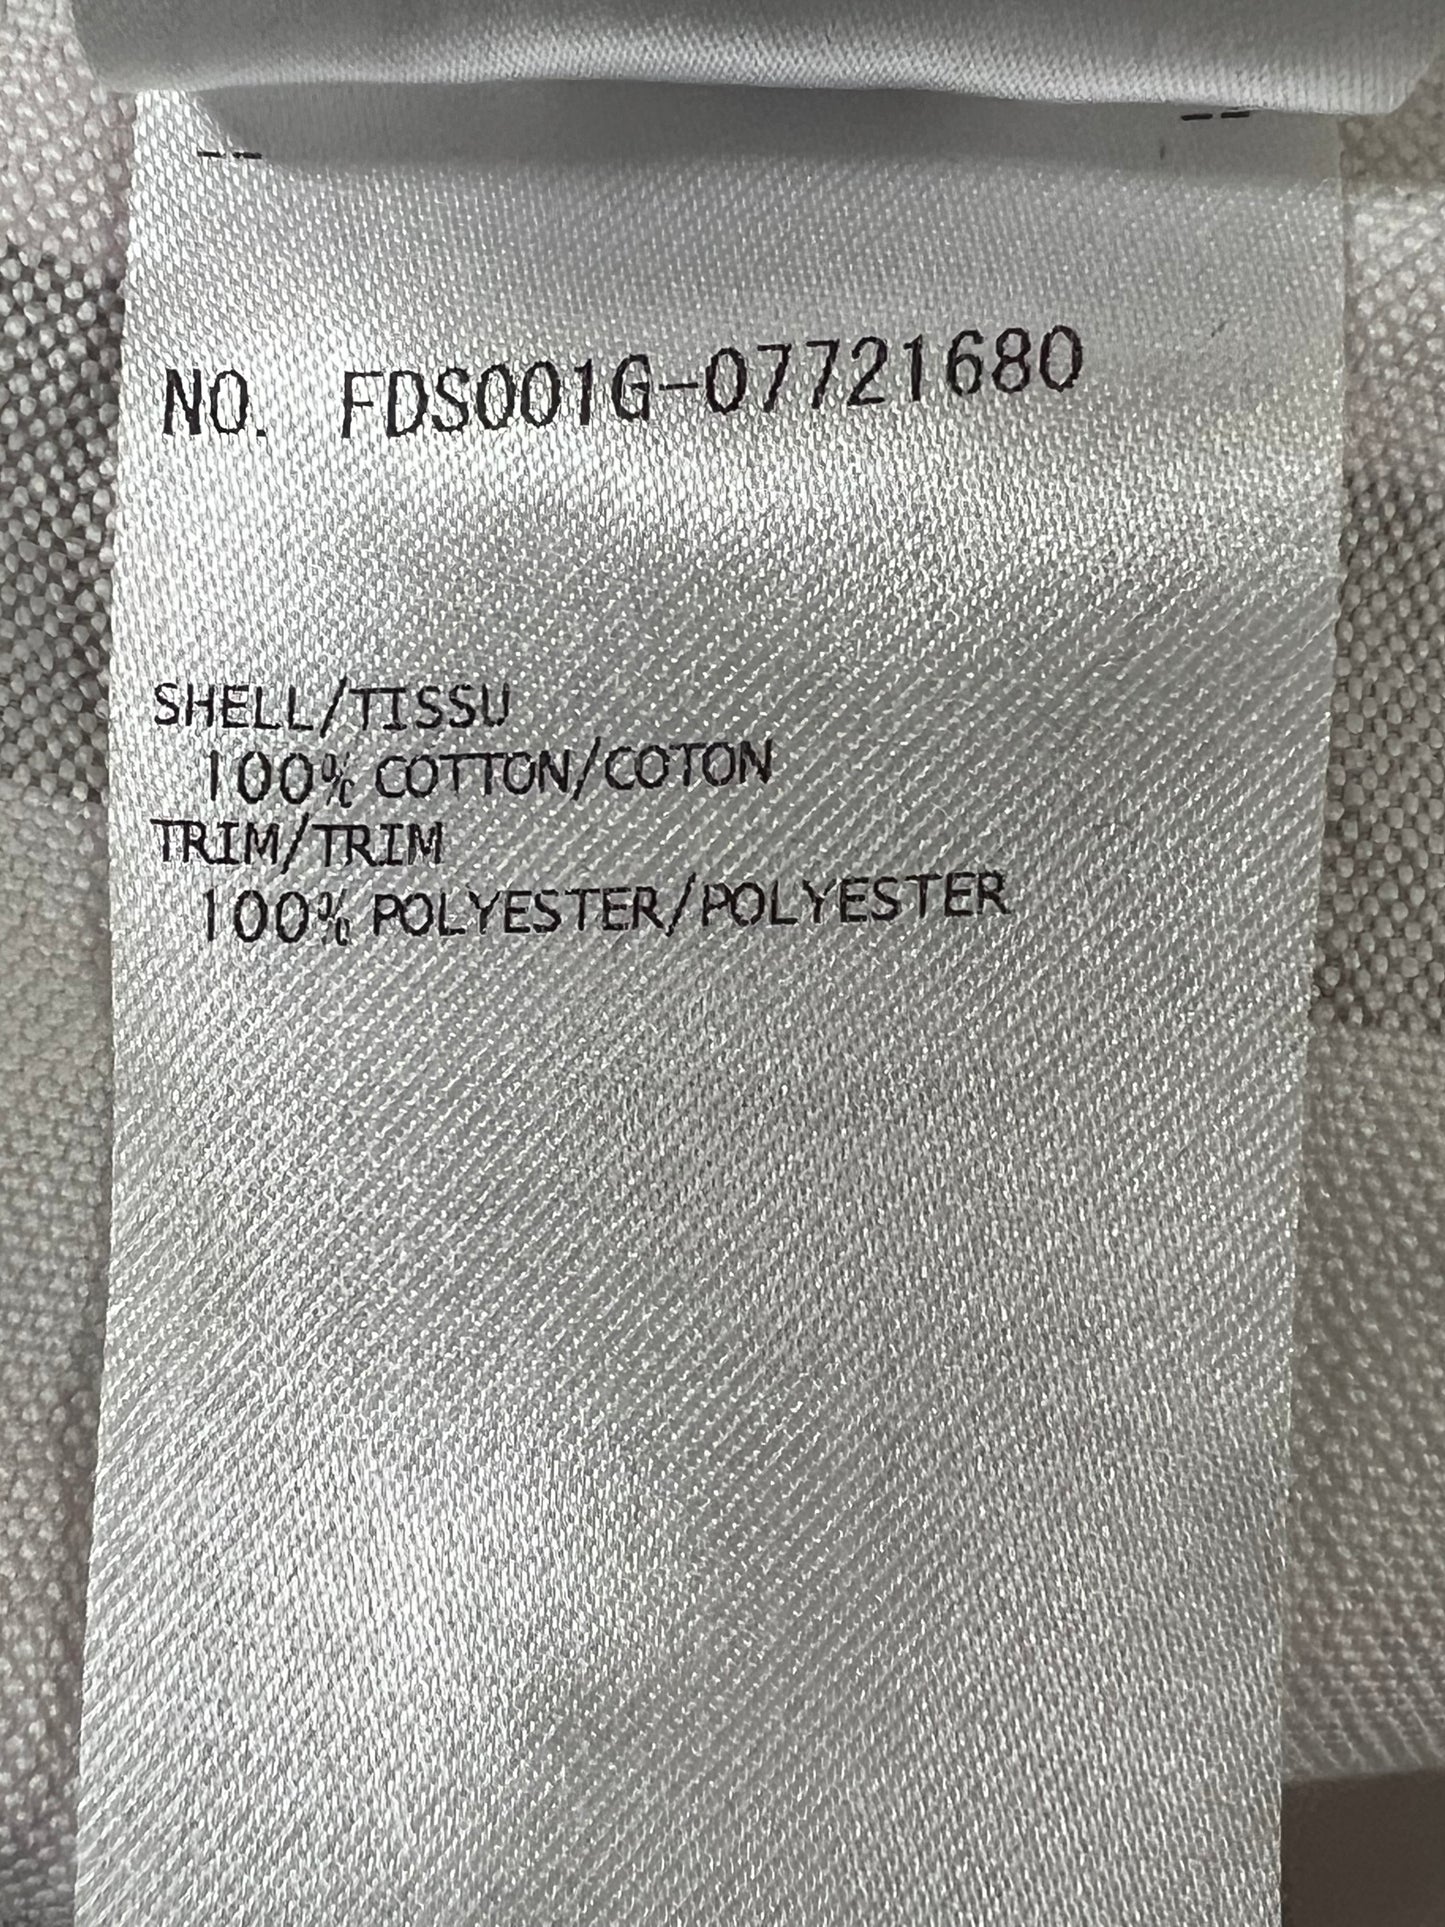 NO. FDS001G-07721680
SHELL/TISSU
100% COTTON/COTON
TRIM/TRIM
100% POLYESTER/POLYESTER